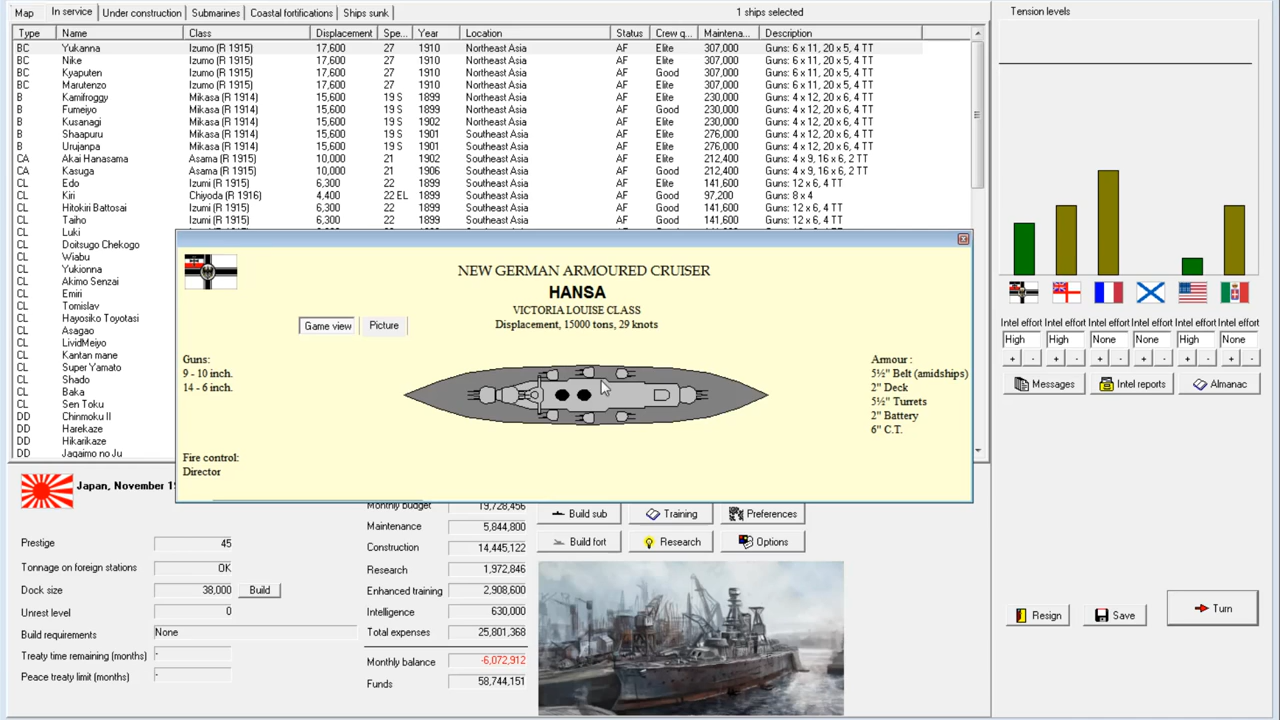 Map In service Under construction Submarines Coastal fortifications Ships sunk 1 ships selected Tension levels
Type Name Class Displacement Spe... Year Location Status Crew q... Maintena... Description
BC Yukanna Izumo (R 1915) 17,600 27 1910 Northeast Asia AF Elite 307,000 Guns: 6 x 11, 20 x 5, 4 TT
BC Nike Izumo (R 1915) 17,600 27 1910 Northeast Asia AF Elite 307,000 Guns: 6 x 11, 20 x 5, 4 TT
BC Kyaputen Izumo (R 1915) 17,600 27 1910 Northeast Asia AF Good 307,000 Guns: 6 x 11, 20 x 5, 4 TT
BC Marutenzo Izumo (R 1915) 17,600 27 1910 Northeast Asia AF Good 307,000 Guns: 6 x 11, 20 x 5, 4 TT
B Kamifroggy Mikasa (R 1914) 15,600 19 S 1899 Northeast Asia AF Elite 230,000 Guns: 4 x 12, 20 x 6, 2 TT
B Fumeiyo Mikasa (R 1914) 15,600 19 S 1899 Northeast Asia AF Good 230,000 Guns: 4 x 12, 20 x 6, 2 TT
B Kusanagi Mikasa (R 1914) 15,600 19 S 1899 Northeast Asia AF Elite 230,000 Guns: 4 x 12, 20 x 6, 2 TT
B Shaapuru Mikasa (R 1914) 15,600 19 S 1901 Southeast Asia AF Elite 276,000 Guns: 4 x 12, 20 x 6, 2 TT
B Urujanpa Mikasa (R 1914) 15,600 19 S 1901 Southeast Asia AF Elite 276,000 Guns: 4 x 12, 20 x 6, 2 TT
CA Akai Hanasama Asama (R 1915) 10,000 21 1902 Southeast Asia AF Elite 212,400 Guns: 4 x 9, 16 x 6, 2 TT
CA Kasuga Asama (R 1915) 10,000 21 1906 Southeast Asia AF Good 212,400 Guns: 4 x 9, 16 x 6, 2 TT
CL Edo Izumi (R 1915) 6,300 22 1899 Southeast Asia AF Elite 141,600 Guns: 12 x 6, 4 TT
CL Kiri Chiyoda (R 1916) 4,400 22 EL 1899 Southeast Asia AF Good 97,200 Guns: 8 x 4
CL Hitokiri Battosai Izumi (R 1915) 6,300 22 1899 Southeast Asia AF Good 141,600 Guns: 12 x 6, 4 TT
CL Taiho Izumi (R 1915) 6,300 22 1899 Southeast Asia AF Good 141,600 Guns: 12 x 6, 4 TT
CL Luki
CL Doitsugo Chekogo
CL Wiabu
CL Yukionna
CL Akimo Senzai
CL Emiri
CL Tomislav
CL Hayosiko Toyotasi
CL Asagao
CL LividMeiyo
CL Kantan mane
CL Super Yamato
CL Shado
CL Baka
CL Sen Toku
DD Chinmoku II
DD Harekaze
DD Hikarikaze
DD Jagaimo no Ju
NEW GERMAN ARMOURED CRUISER
HANSA
VICTORIA LOUISE CLASS
Displacement, 15000 tons, 29 knots
Game view Picture
Guns:
9 - 10 inch.
14 - 6 inch.
Fire control:
Director
Armour :
5½" Belt (amidships)
2" Deck
5½" Turrets
2" Battery
6" C.T.
Intel effort Intel effort Intel effort Intel effort Intel effort Intel effort
High High None None High None
+ - + - + - + - + - + -
Messages Intel reports Almanac
Japan, November 1
Prestige 45
Tonnage on foreign stations OK
Dock size 38,000 Build
Unrest level 0
Build requirements None
Treaty time remaining (months) -
Peace treaty limit (months) -
Monthly budget 19,728,456
Maintenance 5,844,800
Construction 14,445,122
Research 1,972,846
Enhanced training 2,908,600
Intelligence 630,000
Total expenses 25,801,368
Monthly balance -6,072,912
Funds 58,744,151
Build sub Training Preferences
Build fort Research Options
Resign Save Turn